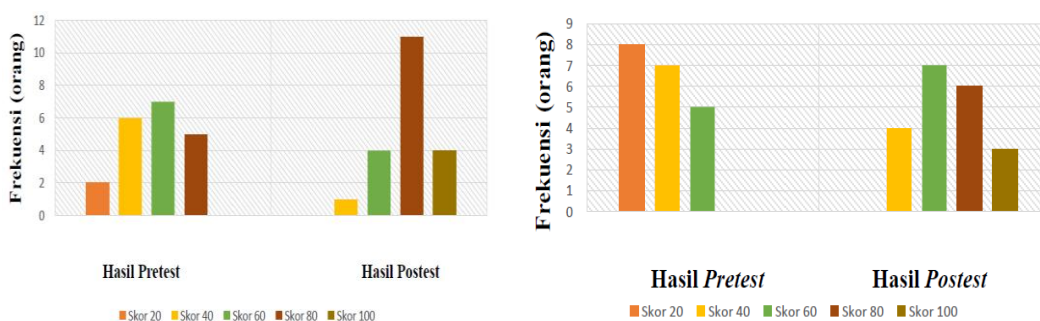 Frekuensi (orang)
12
10
8
6
4
2
0
Hasil Pretest
Hasil Postest
Skor 20 Skor 40 Skor 60 Skor 80 Skor 100
Frekuensi (orang)
9
8
7
6
5
4
3
2
1
0
Hasil Pretest
Hasil Postest
Skor 20 Skor 40 Skor 60 Skor 80 Skor 100